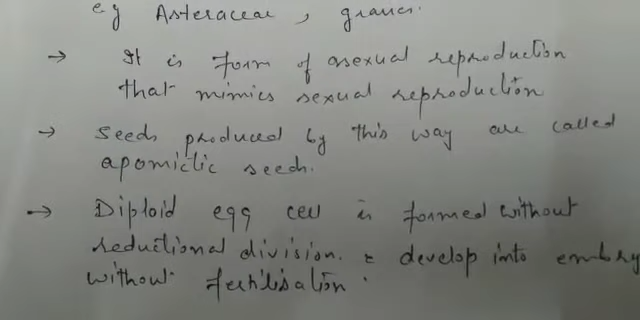 eg Asteraceae, grasses.
→ It is form of asexual reproduction
that mimics sexual reproduction
→ Seeds produced by this way are called
apomictic seeds.
→ Diploid egg cell is formed without
reductional division. & develop into embry
without fertilisation.